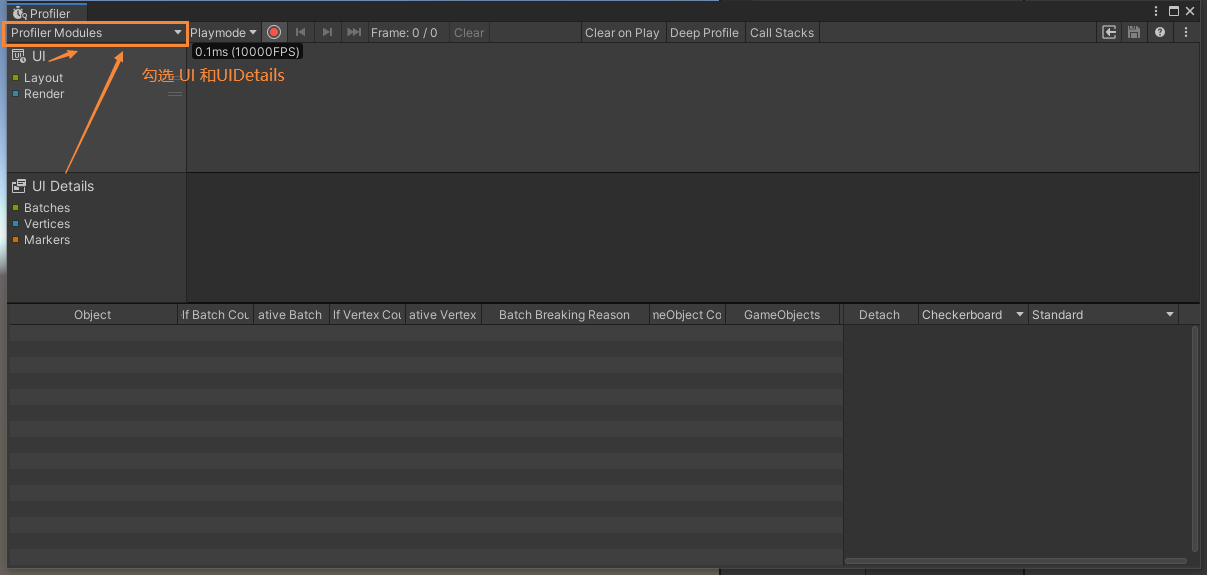 Profiler
Profiler Modules Playmode Frame: 0 / 0 Clear Clear on Play Deep Profile Call Stacks
UI 0.1ms (10000FPS)
勾选 UI 和UIDetails
Layout
Render
UI Details
Batches
Vertices
Markers
Object lf Batch Cou ative Batch lf Vertex Cou ative Vertex Batch Breaking Reason meObject Co GameObjects Detach Checkerboard Standard